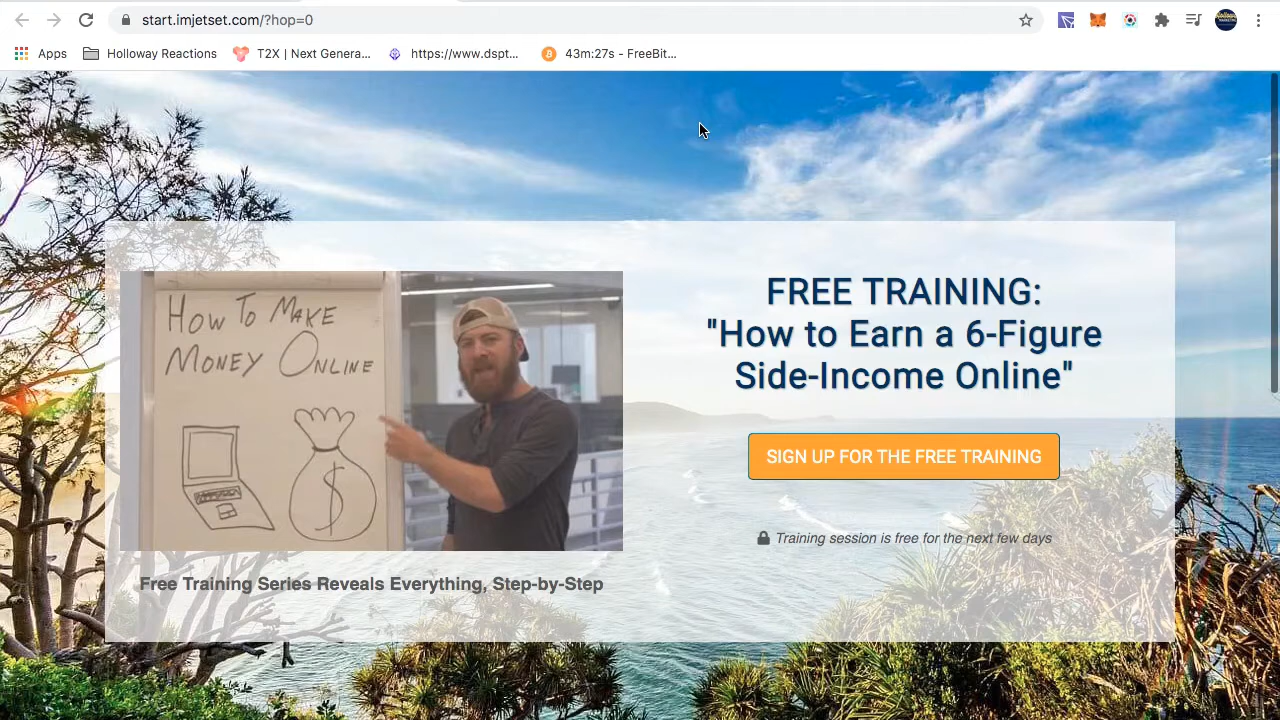 start.imjetset.com/?hop=0
Apps
Holloway Reactions
T2X | Next Genera...
https://www.dspt...
43m:27s - FreeBit...
HOW TO MAKE
MONEY ONLINE
$
FREE TRAINING:
"How to Earn a 6-Figure
Side-Income Online"
SIGN UP FOR THE FREE TRAINING
Training session is free for the next few days
Free Training Series Reveals Everything, Step-by-Step